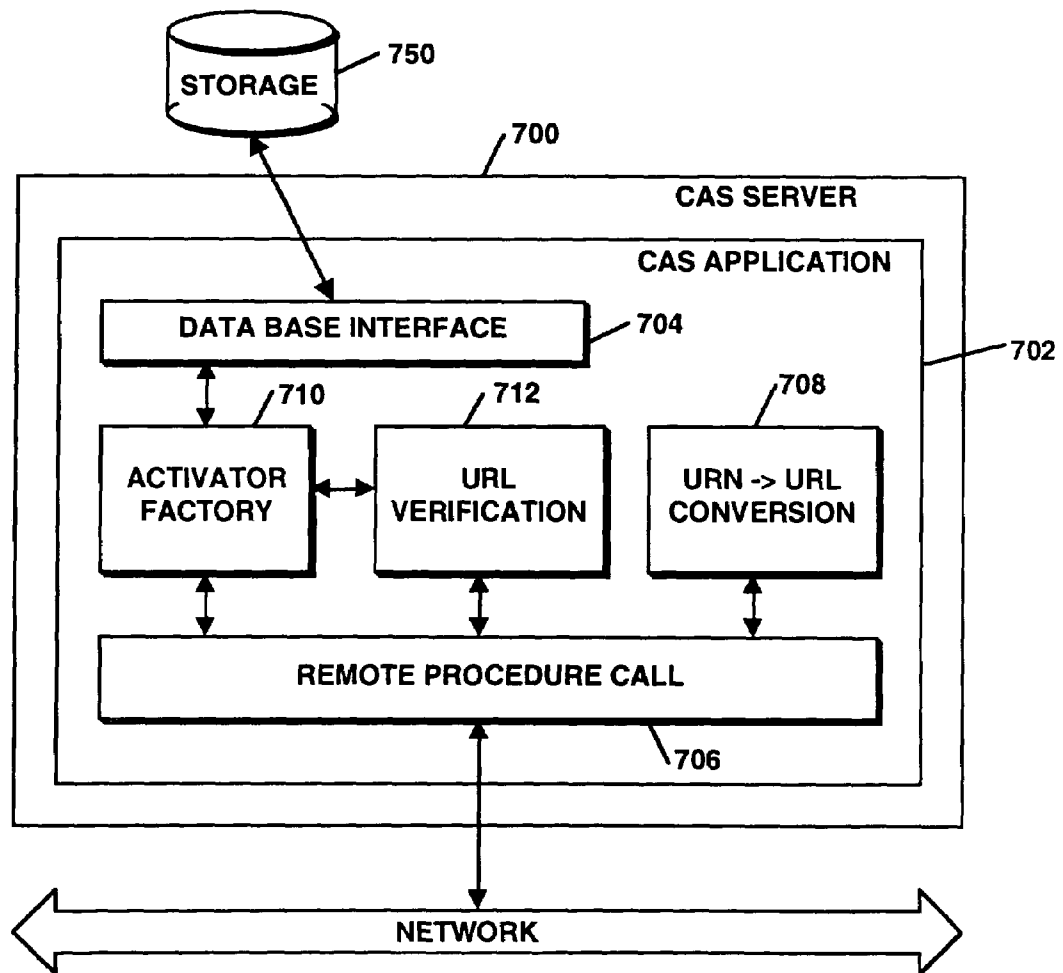 STORAGE
750
700
CAS SERVER
CAS APPLICATION
DATA BASE INTERFACE
704
702
710
712
708
ACTIVATOR
FACTORY
URL
VERIFICATION
URN -> URL
CONVERSION
REMOTE PROCEDURE CALL
706
NETWORK